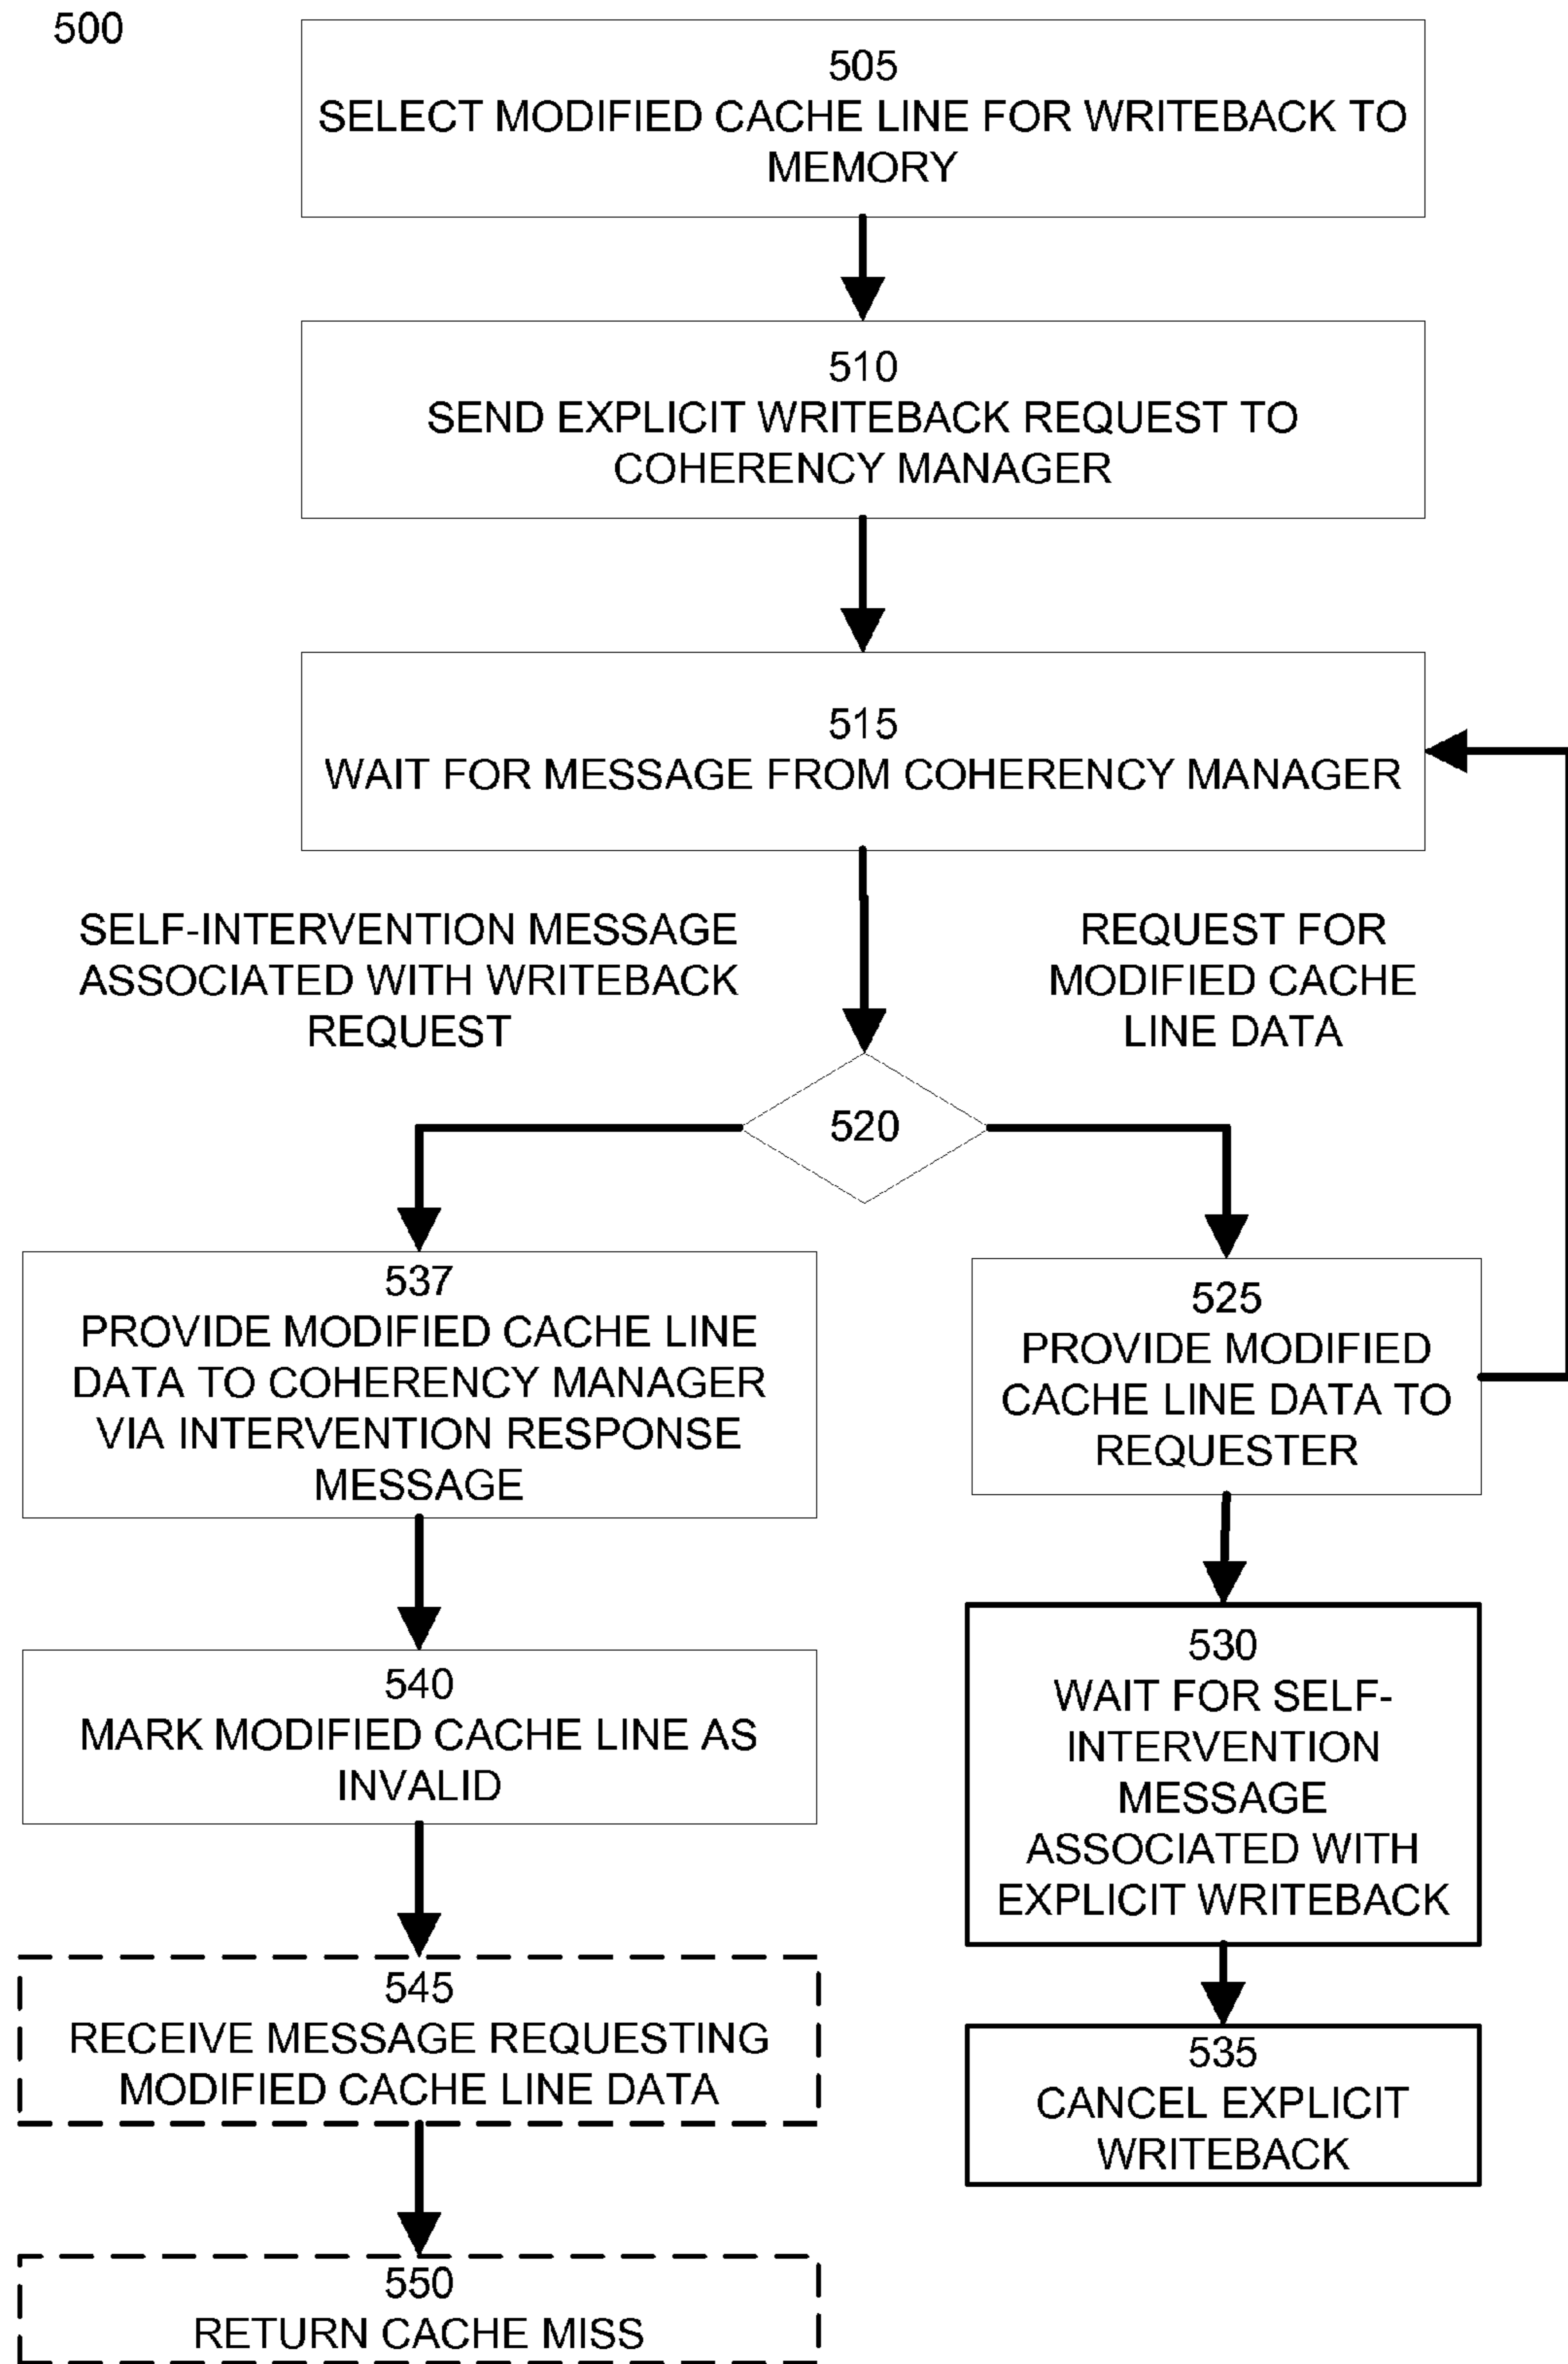 500
505
SELECT MODIFIED CACHE LINE FOR WRITEBACK TO
MEMORY
510
SEND EXPLICIT WRITEBACK REQUEST TO
COHERENCY MANAGER
515
WAIT FOR MESSAGE FROM COHERENCY MANAGER
SELF-INTERVENTION MESSAGE
ASSOCIATED WITH WRITEBACK
REQUEST
REQUEST FOR
MODIFIED CACHE
LINE DATA
520
537
PROVIDE MODIFIED CACHE LINE
DATA TO COHERENCY MANAGER
VIA INTERVENTION RESPONSE
MESSAGE
525
PROVIDE MODIFIED
CACHE LINE DATA TO
REQUESTER
540
MARK MODIFIED CACHE LINE AS
INVALID
530
WAIT FOR SELF-
INTERVENTION
MESSAGE
ASSOCIATED WITH
EXPLICIT WRITEBACK
545
RECEIVE MESSAGE REQUESTING
MODIFIED CACHE LINE DATA
535
CANCEL EXPLICIT
WRITEBACK
550
RETURN CACHE MISS